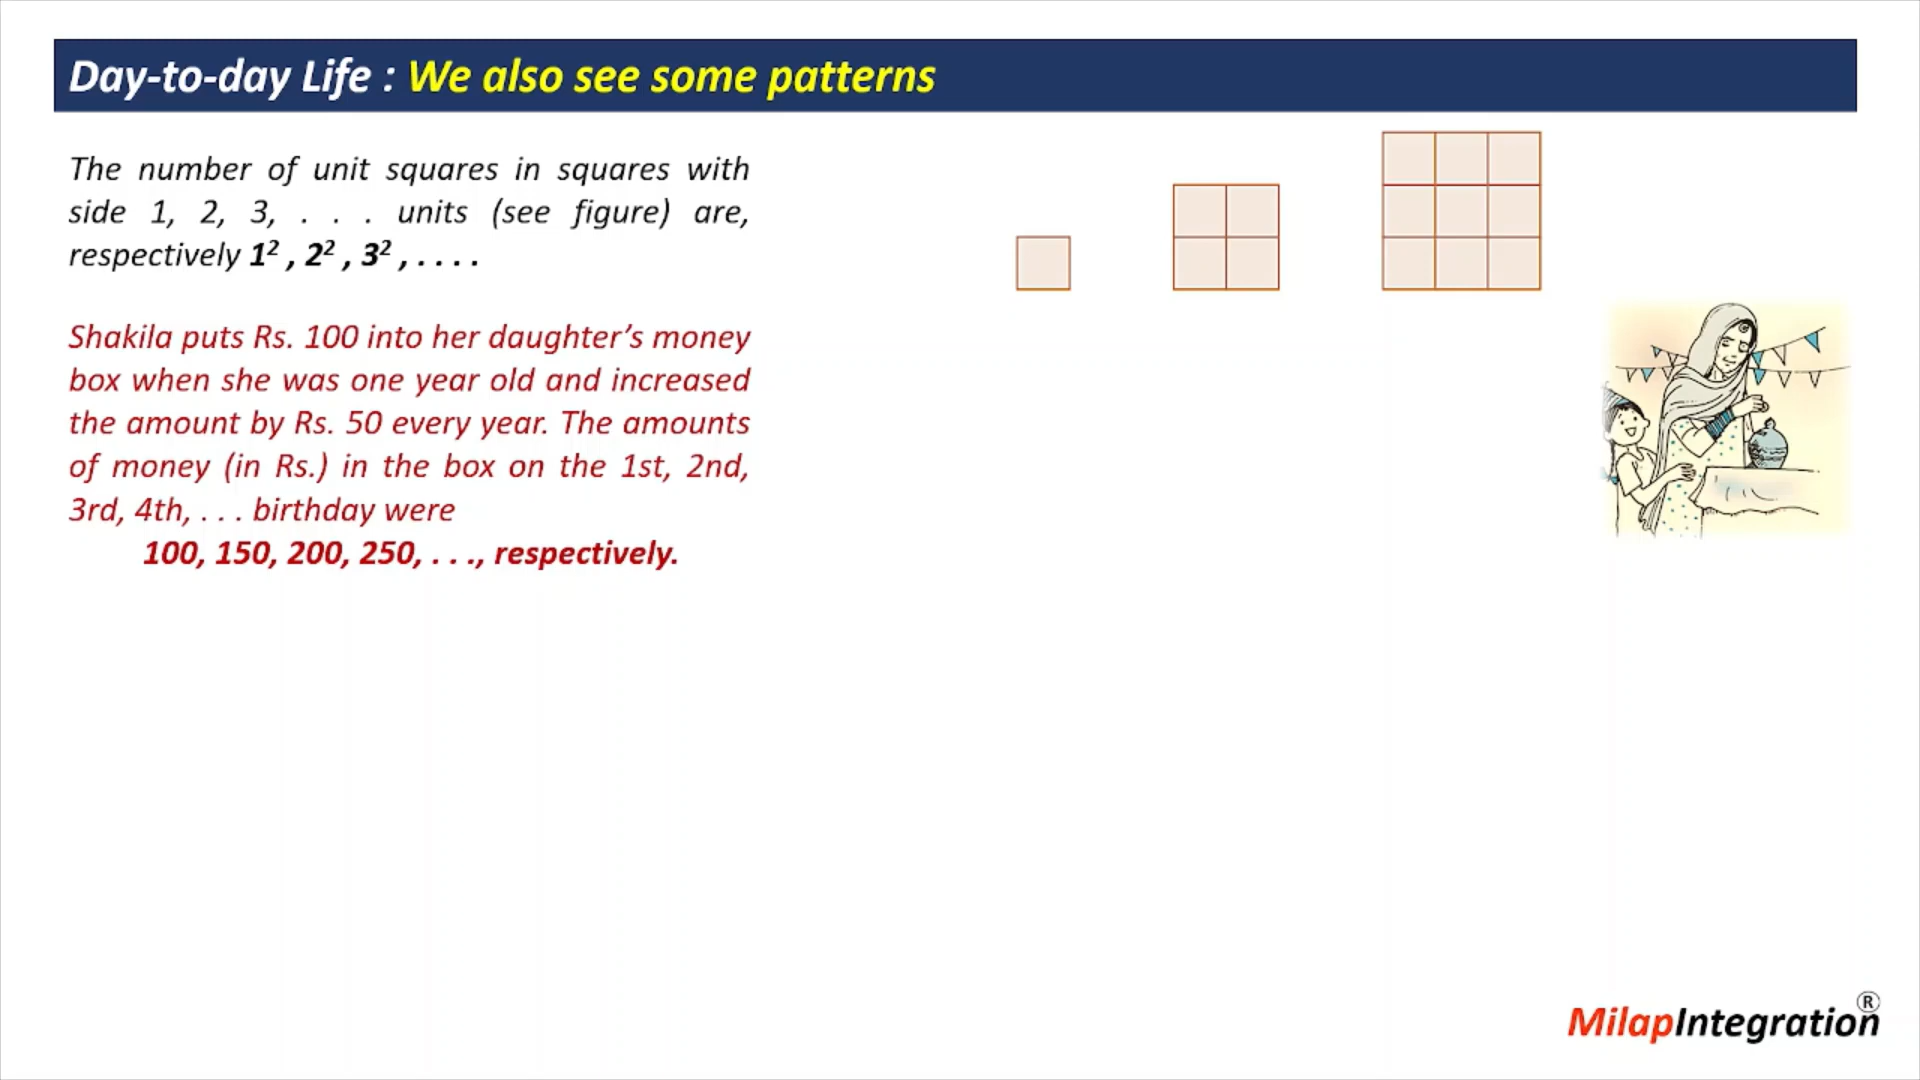 Day-to-day Life : We also see some patterns
The number of unit squares in squares with
side 1, 2, 3, . . . units (see figure) are,
respectively 1² , 2² , 3² , . . . .
Shakila puts Rs. 100 into her daughter’s money
box when she was one year old and increased
the amount by Rs. 50 every year. The amounts
of money (in Rs.) in the box on the 1st, 2nd,
3rd, 4th, . . . birthday were
100, 150, 200, 250, . . ., respectively.
MilapIntegration®